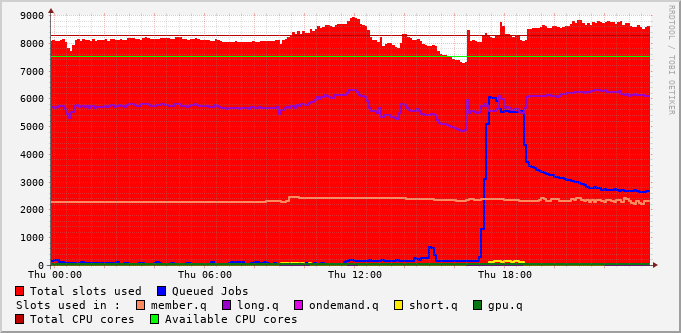 9000
8000
7000
6000
5000
4000
3000
2000
1000
0
Thu 00:00 Thu 06:00 Thu 12:00 Thu 18:00
Total slots used Queued Jobs
Slots used in : member.q long.q ondemand.q short.q gpu.q
Total CPU cores Available CPU cores
RRDTOOL / TOBI OETIKER